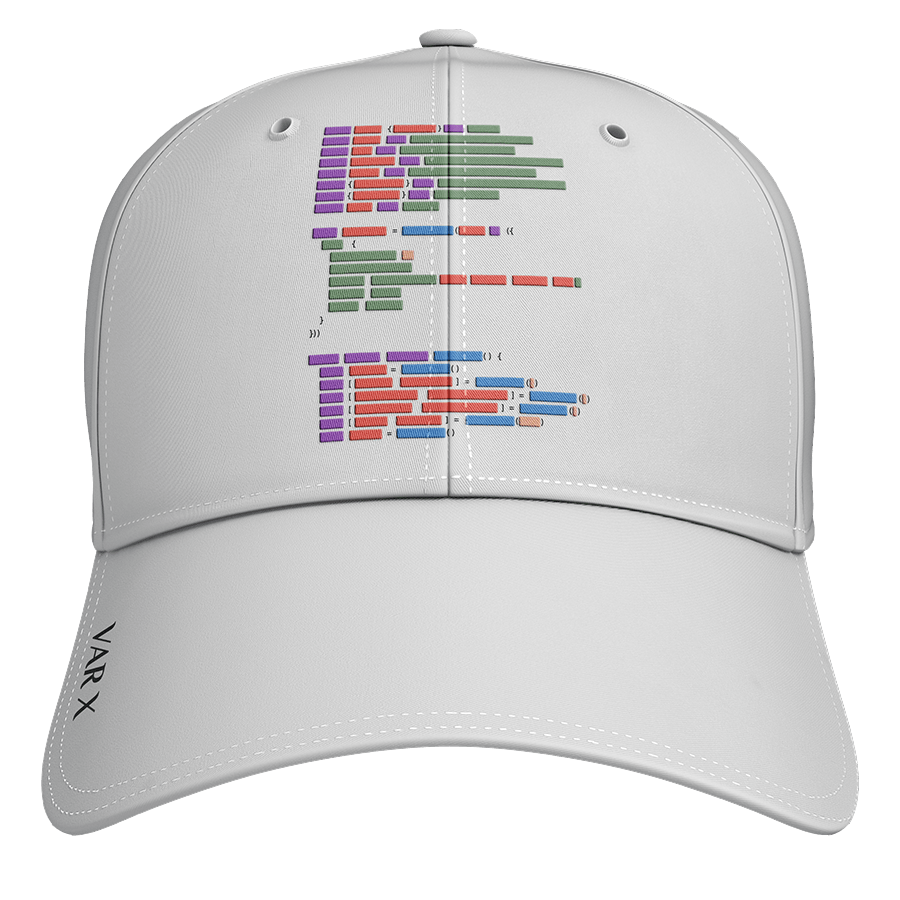 { }
{ }
{ }
= ( ({
{
}
}))
() {
= ()
[ ] = ()
[ ] = ()
[ ] = ()
[ ] = ()
= ()
VAR X